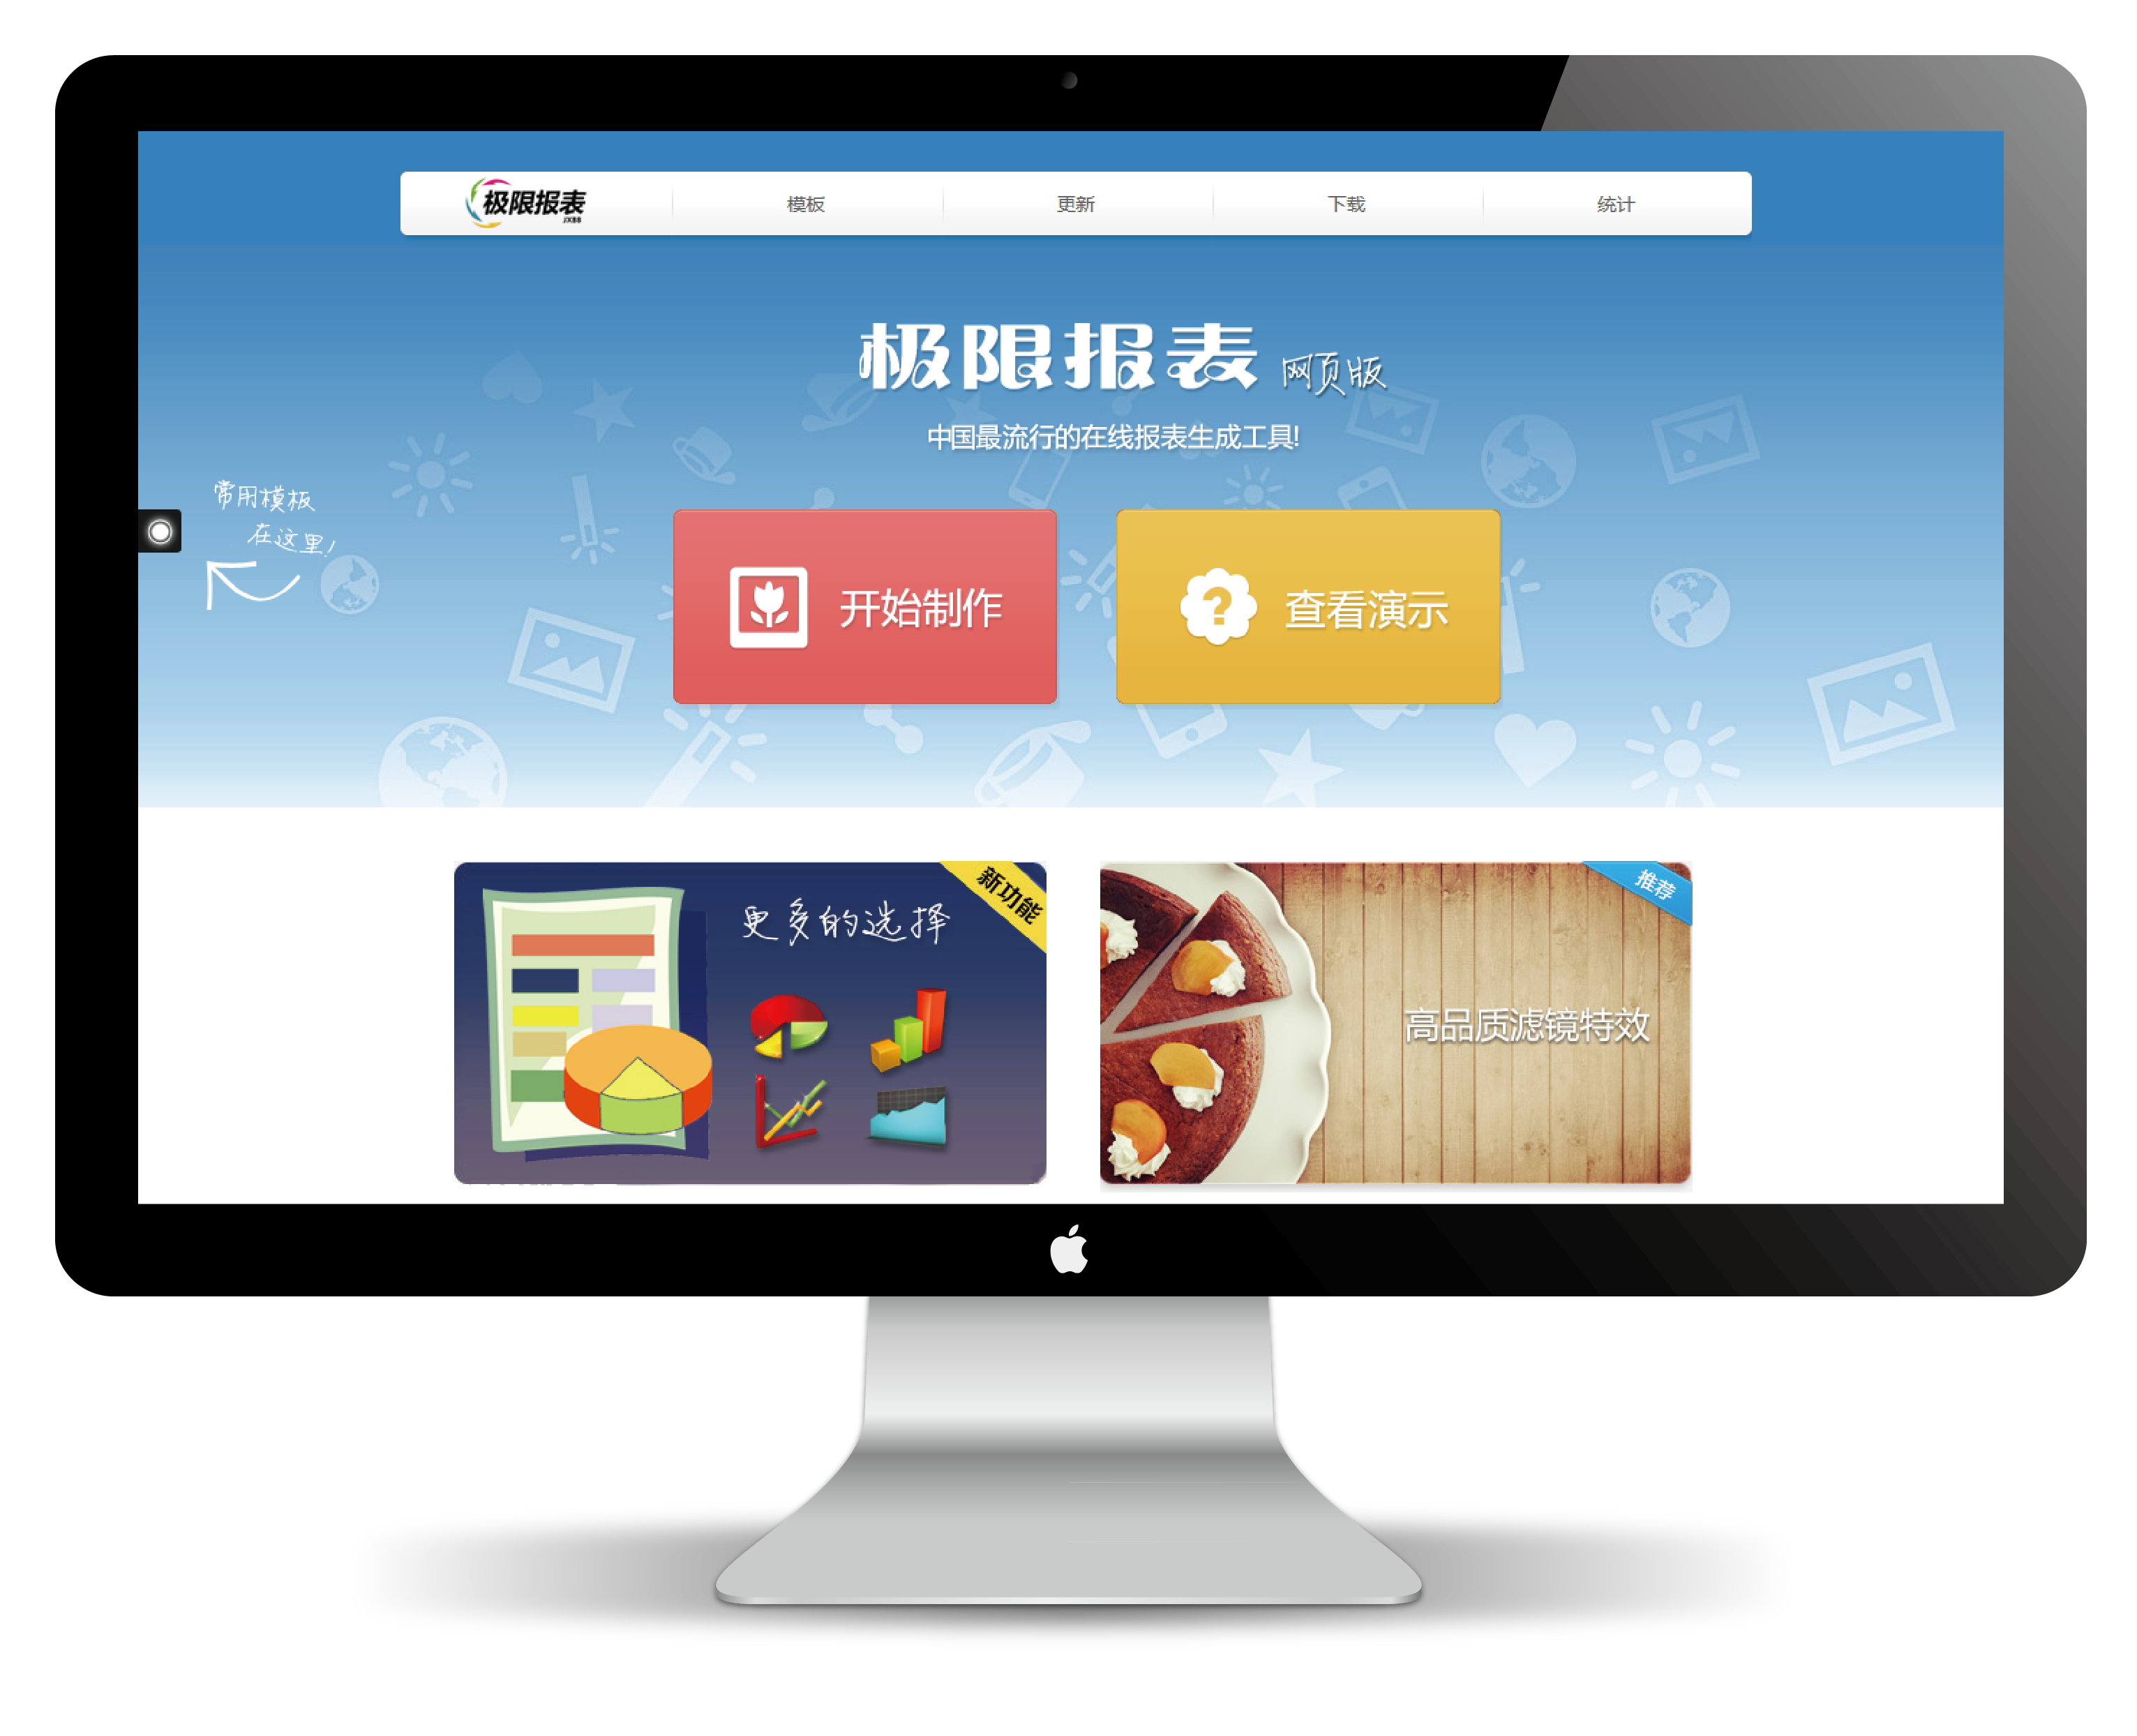 极限报表
JX88
模板
更新
下载
统计
极限报表 网页版
中国最流行的在线报表生成工具!
常用模板
在这里!
开始制作
查看演示
更多的选择
新功能
推荐
高品质滤镜特效